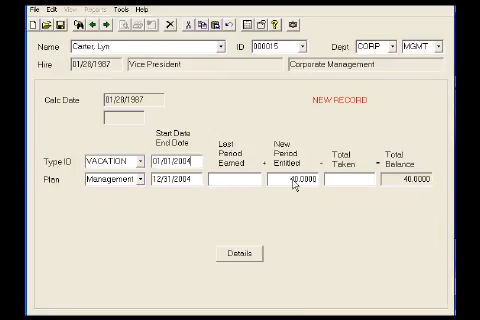 File Edit View Reports Tools Help
Name Carter, Lyn ID 000015 Dept CORP MGMT
Hire 01/28/1987 Vice President Corporate Management
Calc Date 01/28/1987 NEW RECORD
Start Date
End Date
Last
Period
Earned
+
New
Period
Entitled
-
Total
Taken
=
Total
Balance
Type ID VACATION 01/01/2004
Plan Management 12/31/2004 40.0000 40.0000
Details